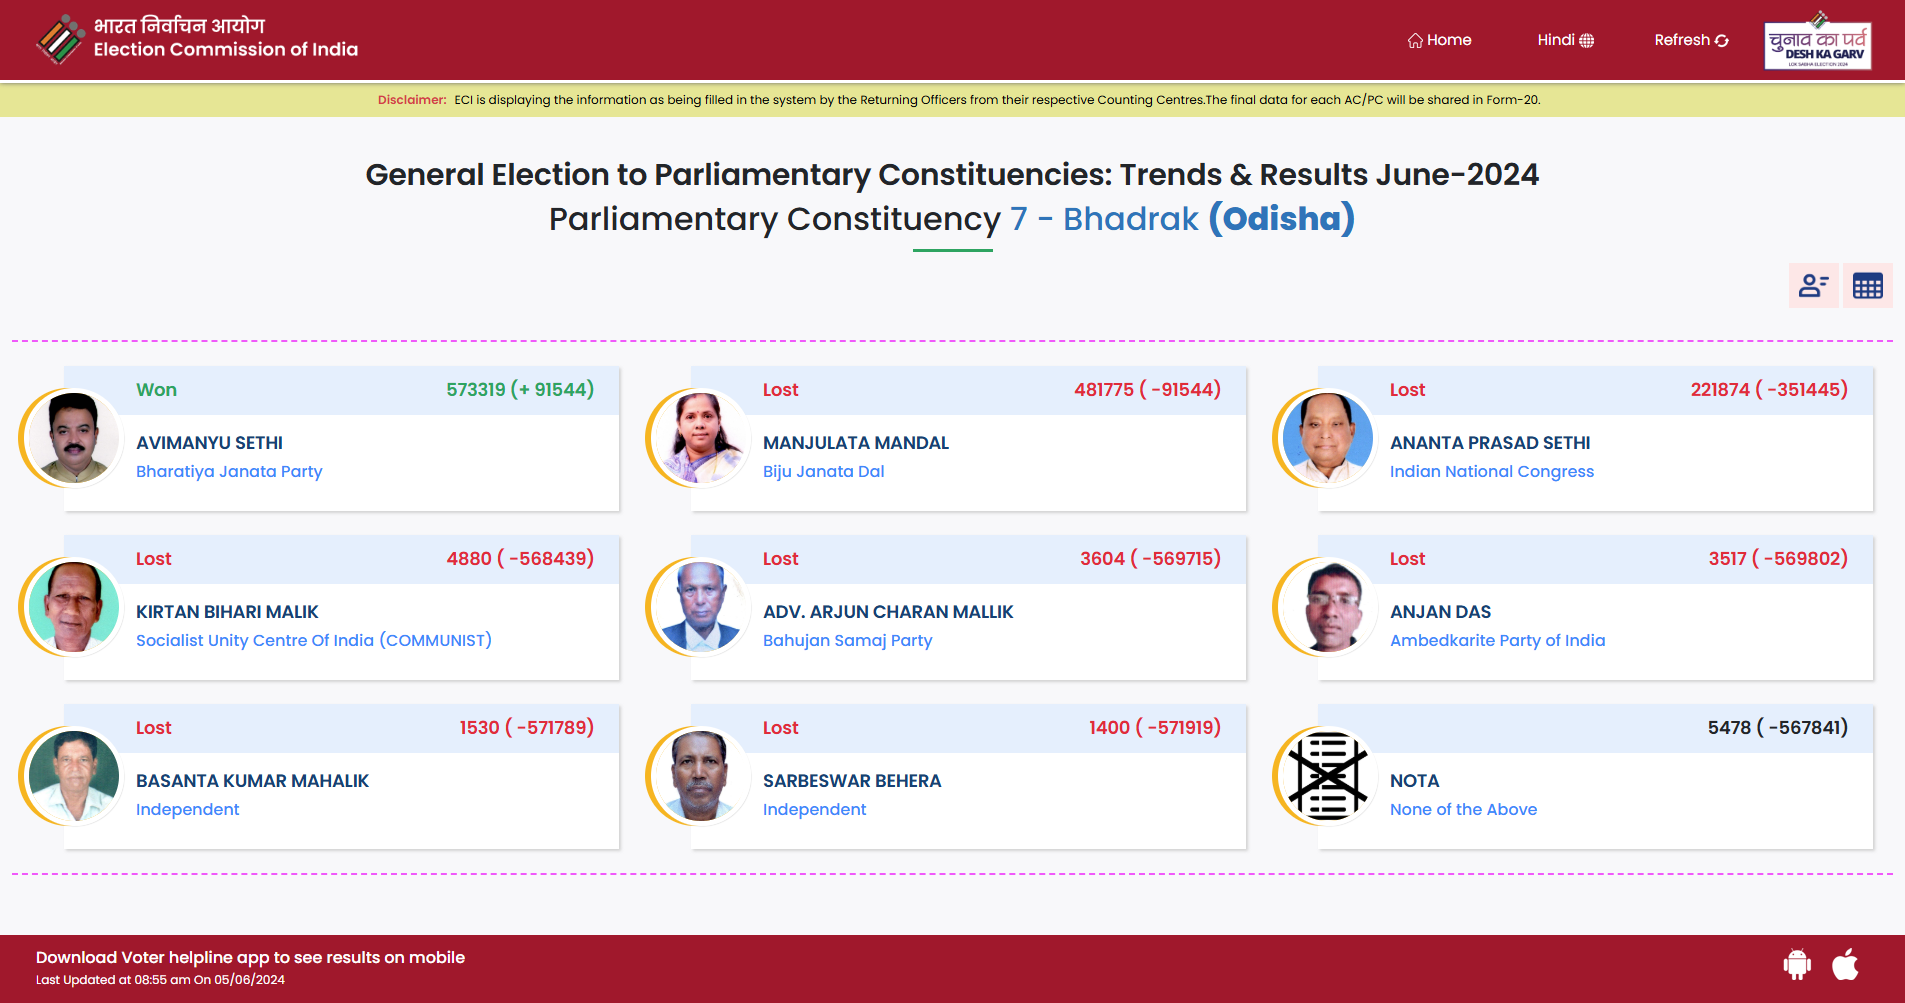 भारत निर्वाचन आयोग
Election Commission of India
Home
Hindi
Refresh
चुनाव का पर्व
DESH KA GARV
LOK SABHA ELECTION 2024
Disclaimer: ECI is displaying the information as being filled in the system by the Returning Officers from their respective Counting Centres.The final data for each AC/PC will be shared in Form-20.
General Election to Parliamentary Constituencies: Trends & Results June-2024
Parliamentary Constituency 7 - Bhadrak (Odisha)
Won 573319 (+ 91544)
AVIMANYU SETHI
Bharatiya Janata Party
Lost 481775 ( -91544)
MANJULATA MANDAL
Biju Janata Dal
Lost 221874 ( -351445)
ANANTA PRASAD SETHI
Indian National Congress
Lost 4880 ( -568439)
KIRTAN BIHARI MALIK
Socialist Unity Centre Of India (COMMUNIST)
Lost 3604 ( -569715)
ADV. ARJUN CHARAN MALLIK
Bahujan Samaj Party
Lost 3517 ( -569802)
ANJAN DAS
Ambedkarite Party of India
Lost 1530 ( -571789)
BASANTA KUMAR MAHALIK
Independent
Lost 1400 ( -571919)
SARBESWAR BEHERA
Independent
5478 ( -567841)
NOTA
None of the Above
Download Voter helpline app to see results on mobile
Last Updated at 08:55 am On 05/06/2024